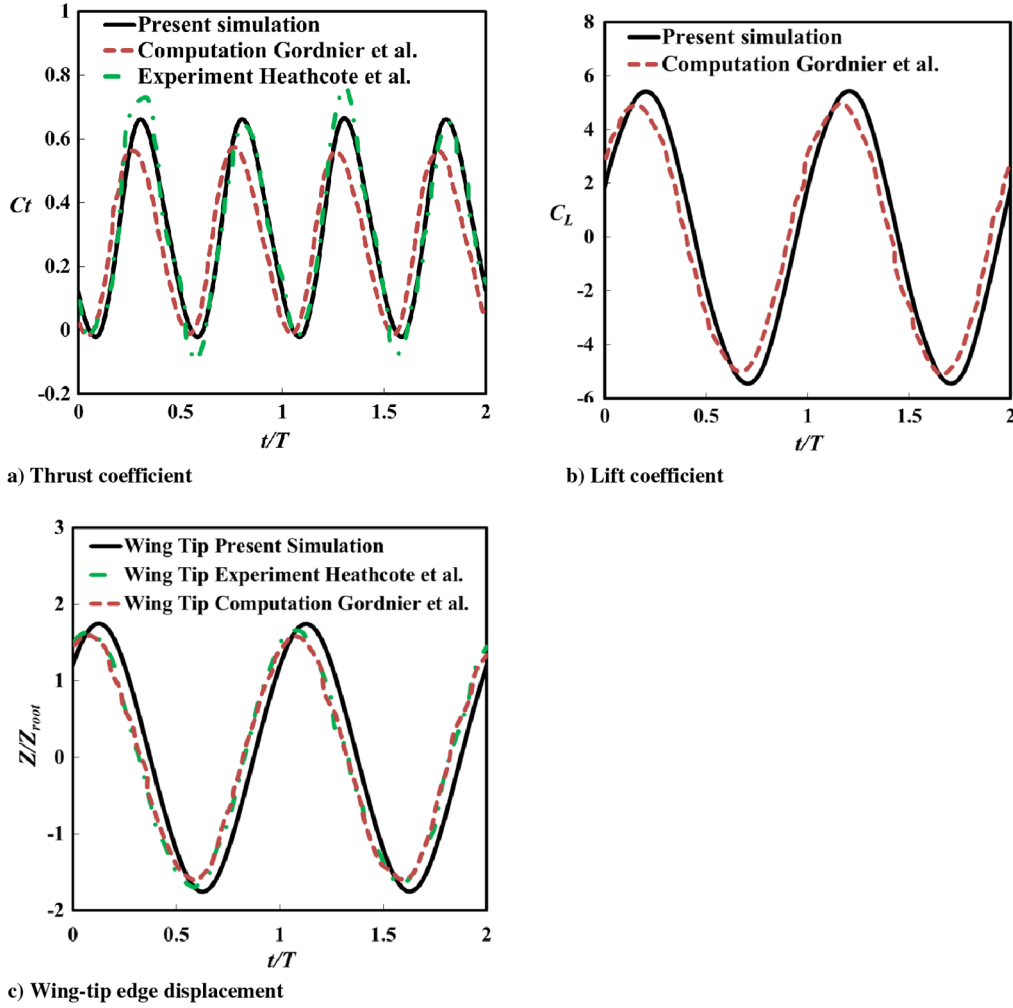 1
0.8
0.6
0.4
0.2
0
-0.2
Ct
Present simulation
Computation Gordnier et al.
Experiment Heathcote et al.
0 0.5 1 1.5 2
t/T
a) Thrust coefficient
6
4
2
0
-2
-4
-6
C_L
Present simulation
Computation Gordnier et al.
0 0.5 1 1.5 2
t/T
b) Lift coefficient
3
2
1
0
-1
-2
Z/Z_root
Wing Tip Present Simulation
Wing Tip Experiment Heathcote et al.
Wing Tip Computation Gordnier et al.
0 0.5 1 1.5 2
t/T
c) Wing-tip edge displacement